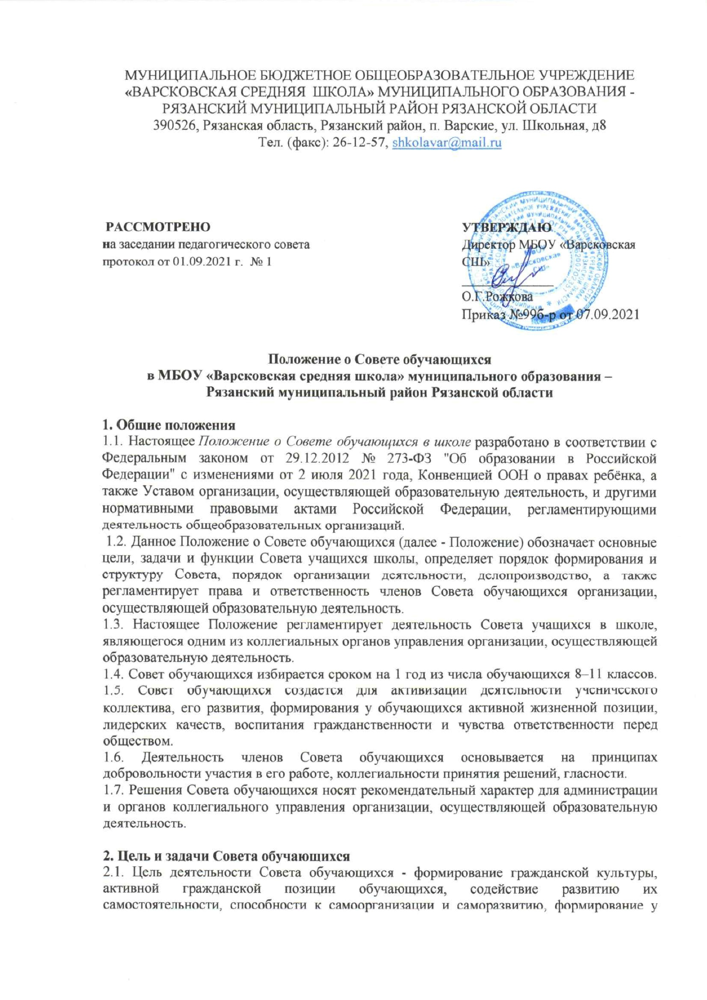 МУНИЦИПАЛЬНОЕ БЮДЖЕТНОЕ ОБЩЕОБРАЗОВАТЕЛЬНОЕ УЧРЕЖДЕНИЕ
«ВАРСКОВСКАЯ СРЕДНЯЯ ШКОЛА» МУНИЦИПАЛЬНОГО ОБРАЗОВАНИЯ -
РЯЗАНСКИЙ МУНИЦИПАЛЬНЫЙ РАЙОН РЯЗАНСКОЙ ОБЛАСТИ
390526, Рязанская область, Рязанский район, п. Варские, ул. Школьная, д8
Тел. (факс): 26-12-57, shkolavar@mail.ru
РАССМОТРЕНО
на заседании педагогического совета
протокол от 01.09.2021 г. № 1
УТВЕРЖДАЮ
Директор МБОУ «Варсковская
СШ»
О.Г.Рожкова
Приказ №99б-р от 07.09.2021
МБОУ
«Варсковская
СШ»
Положение о Совете обучающихся
в МБОУ «Варсковская средняя школа» муниципального образования –
Рязанский муниципальный район Рязанской области
1. Общие положения
1.1. Настоящее Положение о Совете обучающихся в школе разработано в соответствии с
Федеральным законом от 29.12.2012 № 273-ФЗ "Об образовании в Российской
Федерации" с изменениями от 2 июля 2021 года, Конвенцией ООН о правах ребёнка, а
также Уставом организации, осуществляющей образовательную деятельность, и другими
нормативными правовыми актами Российской Федерации, регламентирующими
деятельность общеобразовательных организаций.
1.2. Данное Положение о Совете обучающихся (далее - Положение) обозначает основные
цели, задачи и функции Совета учащихся школы, определяет порядок формирования и
структуру Совета, порядок организации деятельности, делопроизводство, а также
регламентирует права и ответственность членов Совета обучающихся организации,
осуществляющей образовательную деятельность.
1.3. Настоящее Положение регламентирует деятельность Совета учащихся в школе,
являющегося одним из коллегиальных органов управления организации, осуществляющей
образовательную деятельность.
1.4. Совет обучающихся избирается сроком на 1 год из числа обучающихся 8–11 классов.
1.5. Совет обучающихся создается для активизации деятельности ученического
коллектива, его развития, формирования у обучающихся активной жизненной позиции,
лидерских качеств, воспитания гражданственности и чувства ответственности перед
обществом.
1.6. Деятельность членов Совета обучающихся основывается на принципах
добровольности участия в его работе, коллегиальности принятия решений, гласности.
1.7. Решения Совета обучающихся носят рекомендательный характер для администрации
и органов коллегиального управления организации, осуществляющей образовательную
деятельность.
2. Цель и задачи Совета обучающихся
2.1. Цель деятельности Совета обучающихся - формирование гражданской культуры,
активной гражданской позиции обучающихся, содействие развитию их
самостоятельности, способности к самоорганизации и саморазвитию, формирование у